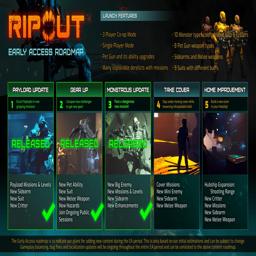 RIPOUT
EARLY ACCESS ROADMAP
LAUNCH FEATURES
3 Player Co-op Mode
Single Player Mode
Pet Gun and its ability upgrades
Many explorable derelicts with missions
10 Monster types
8 Pet Gun weapon types
Sidearms and Melee weapons
9 Suits with different buffs
PAYLOAD UPDATE
GEAR UP
MONSTROUS UPDATE
TAKE COVER
HOME IMPROVEMENT
1
2
3
4
5
RELEASED
RELEASED
RELEASED
Payload Missions & Levels
New Sidearm
New Suit
New Critter
New Pet Ability
New Suit
New Melee Weapon
New Hazards
Join Ongoing Public
Sessions
New Big Enemy
New Missions & Levels
New Sidearm
New Enhancements
Cover Missions
New Mini Enemy
New Sidearm
New Melee Weapon
Hubship Expansion:
Shooting Range
New Critter
New Missions
New Sidearm
New Melee Weapon